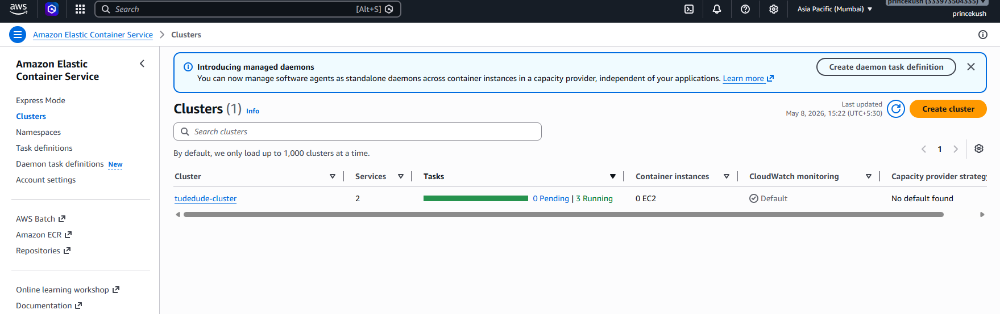 aws
Search [Alt+S]
Asia Pacific (Mumbai)
princekush (333973504335)
princekush
Amazon Elastic Container Service Clusters
Amazon Elastic
Container Service
Express Mode
Clusters
Namespaces
Task definitions
Daemon task definitions New
Account settings
AWS Batch
Amazon ECR
Repositories
Online learning workshop
Documentation
Introducing managed daemons
You can now manage software agents as standalone daemons across container instances in a capacity provider, independent of your applications. Learn more
Create daemon task definition
Clusters (1) Info
Last updated
May 8, 2026, 15:22 (UTC+5:30)
Create cluster
Search clusters
By default, we only load up to 1,000 clusters at a time.
1
Cluster Services Tasks Container instances CloudWatch monitoring Capacity provider strategy
tudedude-cluster 2 0 Pending | 3 Running 0 EC2 Default No default found